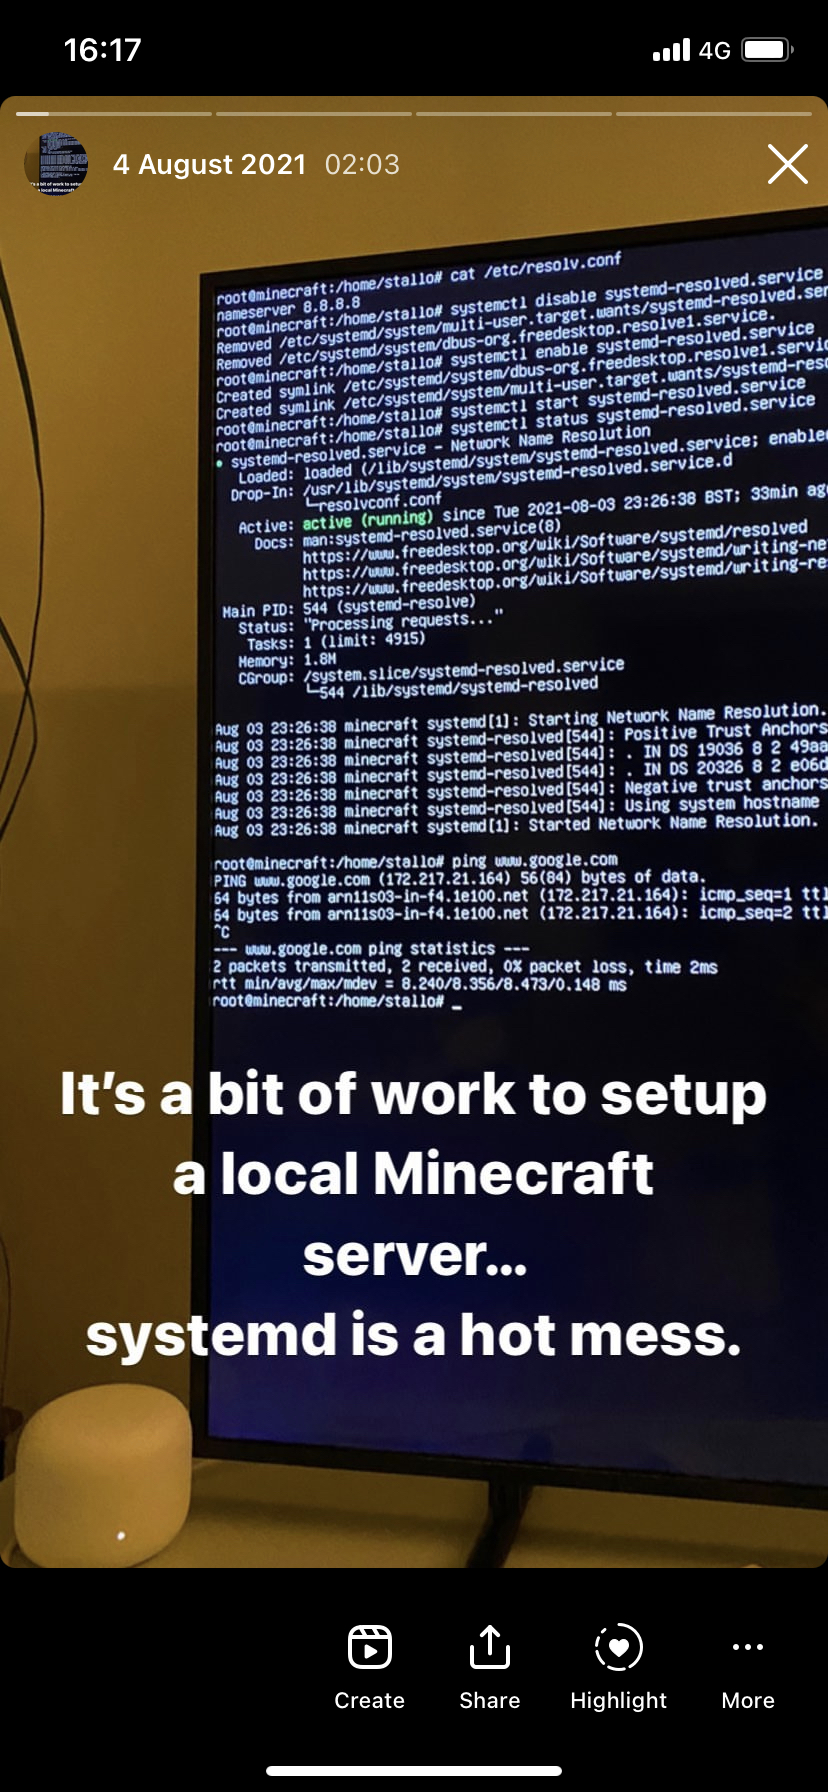 16:17
4G
4 August 2021 02:03
root@minecraft:/home/stallo# cat /etc/resolv.conf
nameserver 8.8.8.8
root@minecraft:/home/stallo# systemctl disable systemd-resolved.service
Removed /etc/systemd/system/multi-user.target.wants/systemd-resolved.ser
Removed /etc/systemd/system/dbus-org.freedesktop.resolve1.service.
root@minecraft:/home/stallo# systemctl enable systemd-resolved.service
Created symlink /etc/systemd/system/dbus-org.freedesktop.resolve1.servic
Created symlink /etc/systemd/system/multi-user.target.wants/systemd-reso
root@minecraft:/home/stallo# systemctl start systemd-resolved.service
root@minecraft:/home/stallo# systemctl status systemd-resolved.service
● systemd-resolved.service - Network Name Resolution
Loaded: loaded (/lib/systemd/system/systemd-resolved.service; enabled
Drop-In: /usr/lib/systemd/system/systemd-resolved.service.d
└─resolvconf.conf
Active: active (running) since Tue 2021-08-03 23:26:38 BST; 33min ago
Docs: man:systemd-resolved.service(8)
https://www.freedesktop.org/wiki/Software/systemd/resolved
https://www.freedesktop.org/wiki/Software/systemd/writing-ne
https://www.freedesktop.org/wiki/Software/systemd/writing-re
Main PID: 544 (systemd-resolve)
Status: "Processing requests..."
Tasks: 1 (limit: 4915)
Memory: 1.8M
CGroup: /system.slice/systemd-resolved.service
└─544 /lib/systemd/systemd-resolved
Aug 03 23:26:38 minecraft systemd[1]: Starting Network Name Resolution.
Aug 03 23:26:38 minecraft systemd-resolved[544]: Positive Trust Anchors
Aug 03 23:26:38 minecraft systemd-resolved[544]: . IN DS 19036 8 2 49aa
Aug 03 23:26:38 minecraft systemd-resolved[544]: . IN DS 20326 8 2 e06d
Aug 03 23:26:38 minecraft systemd-resolved[544]: Negative trust anchors
Aug 03 23:26:38 minecraft systemd-resolved[544]: Using system hostname
Aug 03 23:26:38 minecraft systemd[1]: Started Network Name Resolution.
root@minecraft:/home/stallo# ping www.google.com
PING www.google.com (172.217.21.164) 56(84) bytes of data.
64 bytes from arn11s03-in-f4.1e100.net (172.217.21.164): icmp_seq=1 ttl
64 bytes from arn11s03-in-f4.1e100.net (172.217.21.164): icmp_seq=2 ttl
^C
--- www.google.com ping statistics ---
2 packets transmitted, 2 received, 0% packet loss, time 2ms
rtt min/avg/max/mdev = 8.240/8.356/8.473/0.148 ms
root@minecraft:/home/stallo# _
It's a bit of work to setup
a local Minecraft
server...
systemd is a hot mess.
Create Share Highlight More